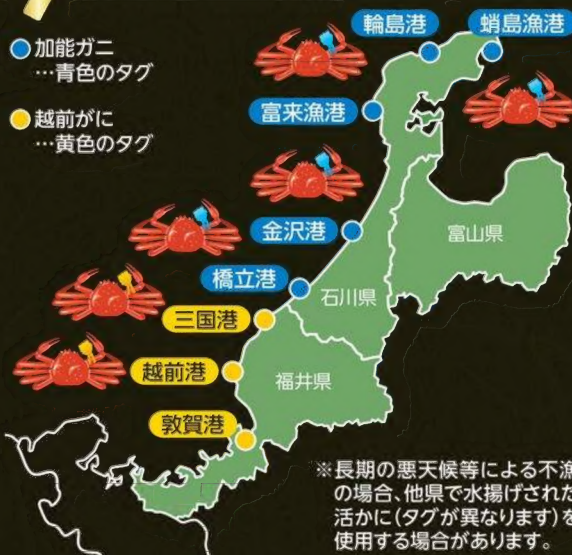 加能ガニ
…青色のタグ
越前がに
…黄色のタグ
輪島港
蛸島漁港
富来漁港
金沢港
富山県
橋立港
石川県
三国港
越前港
福井県
敦賀港
※長期の悪天候等による不漁
の場合、他県で水揚げされた
活かに(タグが異なります)を
使用する場合があります。